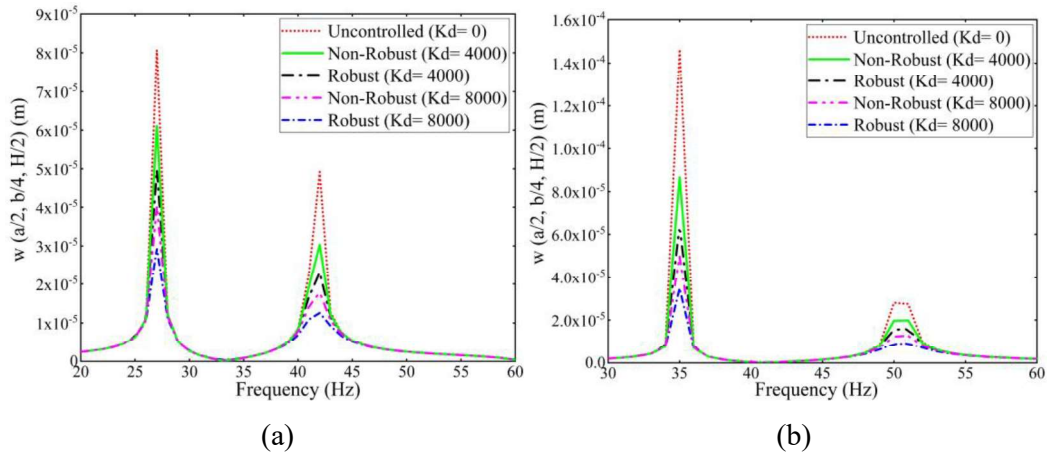 9x10⁻⁵
8x10⁻⁵
7x10⁻⁵
6x10⁻⁵
5x10⁻⁵
4x10⁻⁵
3x10⁻⁵
2x10⁻⁵
1x10⁻⁵
0
w (a/2, b/4, H/2) (m)
Uncontrolled (Kd= 0)
Non-Robust (Kd= 4000)
Robust (Kd= 4000)
Non-Robust (Kd= 8000)
Robust (Kd= 8000)
20 25 30 35 40 45 50 55 60
Frequency (Hz)
(a)
1.6x10⁻⁴
1.4x10⁻⁴
1.2x10⁻⁴
1.0x10⁻⁴
8.0x10⁻⁵
6.0x10⁻⁵
4.0x10⁻⁵
2.0x10⁻⁵
0.0
w (a/2, b/4, H/2) (m)
Uncontrolled (Kd= 0)
Non-Robust (Kd= 4000)
Robust (Kd= 4000)
Non-Robust (Kd= 8000)
Robust (Kd= 8000)
30 35 40 45 50 55 60
Frequency (Hz)
(b)